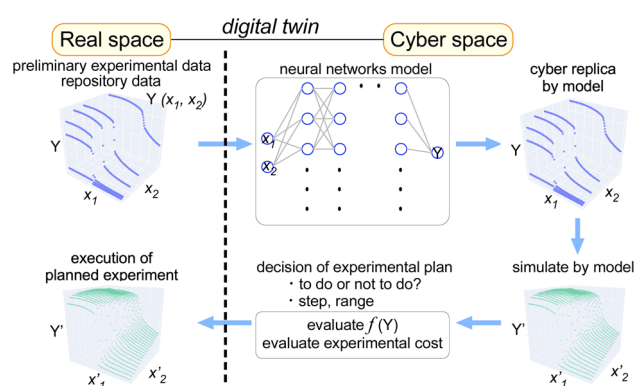 digital twin
Real space
Cyber space
preliminary experimental data
repository data
Y (x1, x2)
Y
x1
x2
neural networks model
x1
x2
Y
cyber replica
by model
Y
x1
x2
execution of
planned experiment
Y'
x'1
x'2
decision of experimental plan
・to do or not to do?
・step, range
evaluate f (Y)
evaluate experimental cost
simulate by model
Y'
x'1
x'2